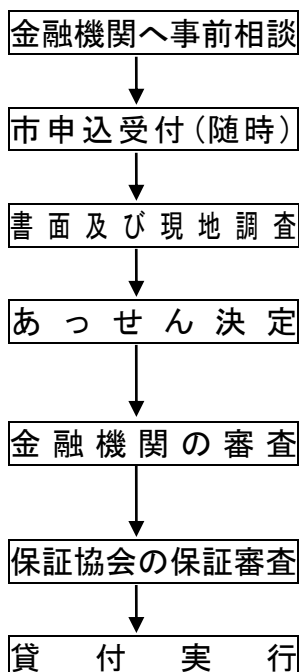 金融機関へ事前相談
市申込受付(随時)
書面及び現地調査
あっせん決定
金融機関の審査
保証協会の保証審査
貸付実行